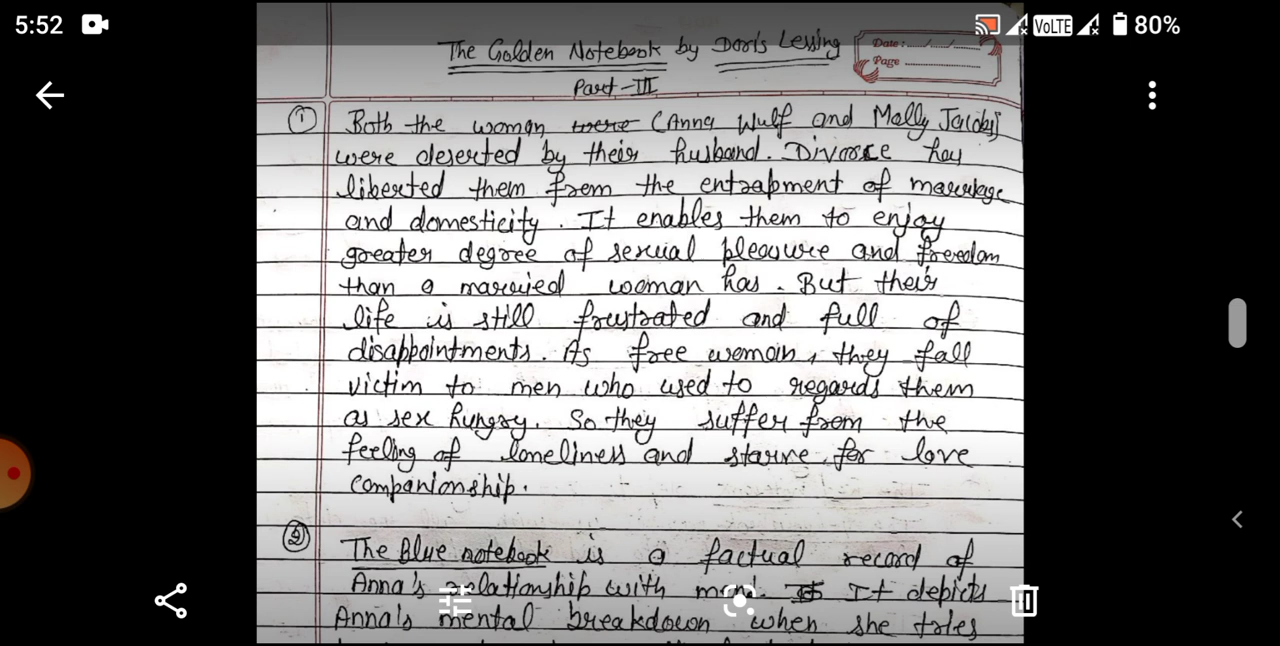 5:52
VoLTE
80%
The Golden Notebook by Doris Lessing
Date : ..../..../....
Page ....................
Part-III
① Both the woman were (Anna Wulf and Molly Jacobs)
were deserted by their husband. Divorce has
liberted them from the entrapment of marriage
and domesticity. It enables them to enjoy
greater degree of sexual pleasure and freedom
than a married woman has. But their
life is still frustrated and full of
disappointments. As free woman, they fall
victim to men who used to regards them
as sex hungry. So they suffer from the
feeling of loneliness and starve for love
companionship.
② The Blue notebook is a factual record of
Anna's relationship with men. It It depicts
Anna's mental breakdown when she tries